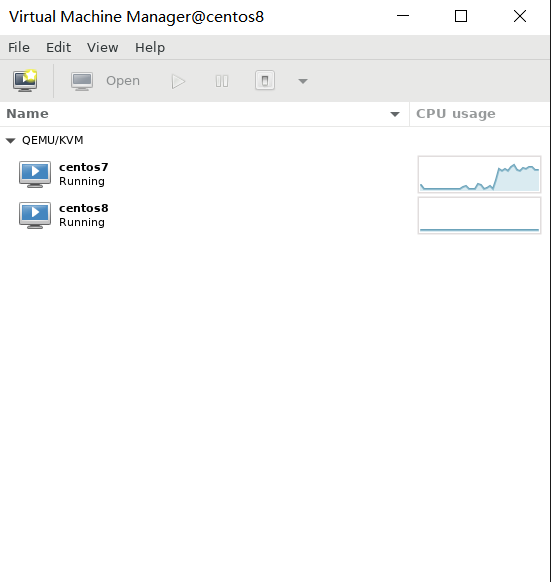 Virtual Machine Manager@centos8
File Edit View Help
Open
Name CPU usage
QEMU/KVM
centos7
Running
centos8
Running